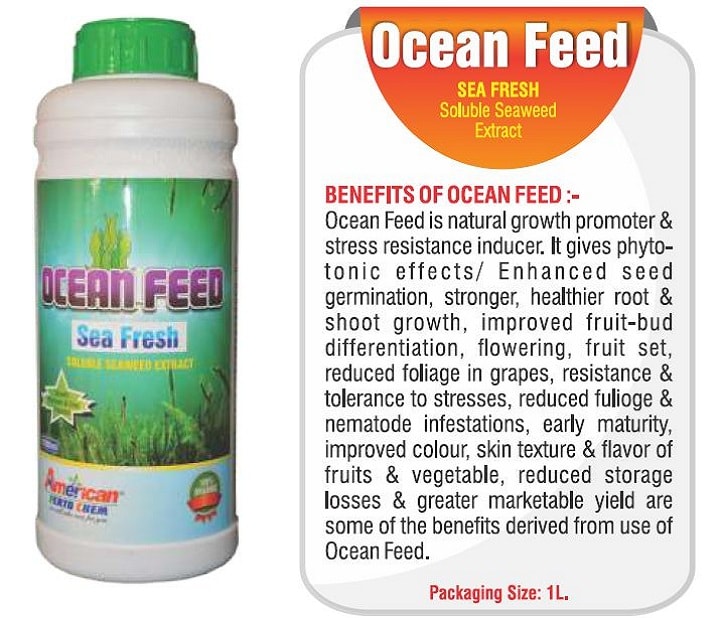 OCEAN FEED
Sea Fresh
SOLUBLE SEAWEED EXTRACT
American
FERTO CHEM
Ocean Feed
SEA FRESH
Soluble Seaweed
Extract
BENEFITS OF OCEAN FEED :-
Ocean Feed is natural growth promoter &
stress resistance inducer. It gives phyto-
tonic effects/ Enhanced seed
germination, stronger, healthier root &
shoot growth, improved fruit-bud
differentiation, flowering, fruit set,
reduced foliage in grapes, resistance &
tolerance to stresses, reduced fulioge &
nematode infestations, early maturity,
improved colour, skin texture & flavor of
fruits & vegetable, reduced storage
losses & greater marketable yield are
some of the benefits derived from use of
Ocean Feed.
Packaging Size: 1L.